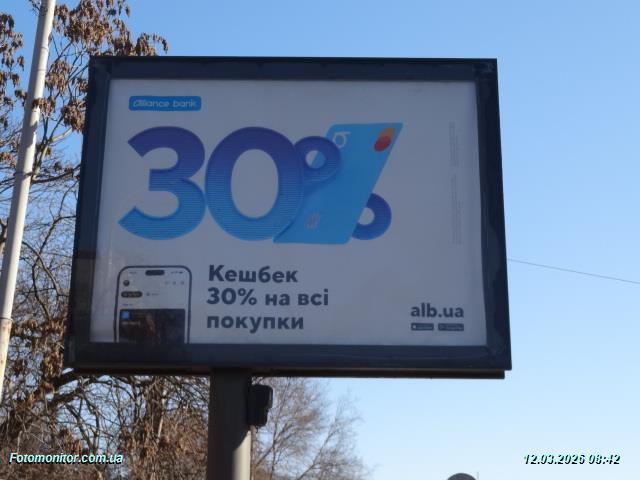 alliance bank
30%
Кешбек
30% на всі
покупки
alb.ua
Fotomonitor.com.ua
12.03.2026 08:42